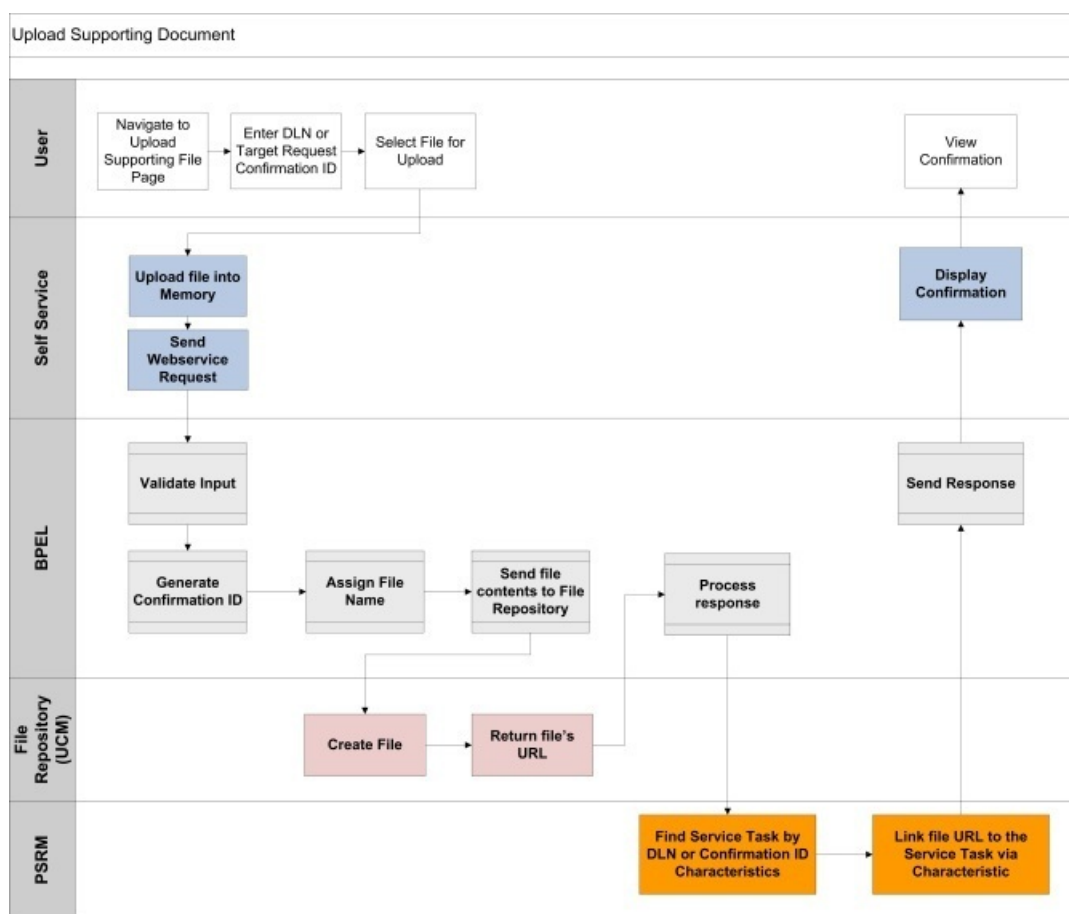 Upload Supporting Document
User
Navigate to
Upload
Supporting File
Page
Enter DLN or
Target Request
Confirmation ID
Select File for
Upload
View
Confirmation
Self Service
Upload file into
Memory
Send
Webservice
Request
Display
Confirmation
BPEL
Validate Input
Send Response
Generate
Confirmation ID
Assign File
Name
Send file
contents to File
Repository
Process
response
File
Repository
(UCM)
Create File
Return file's
URL
PSRM
Find Service Task by
DLN or Confirmation ID
Characteristics
Link file URL to the
Service Task via
Characteristic